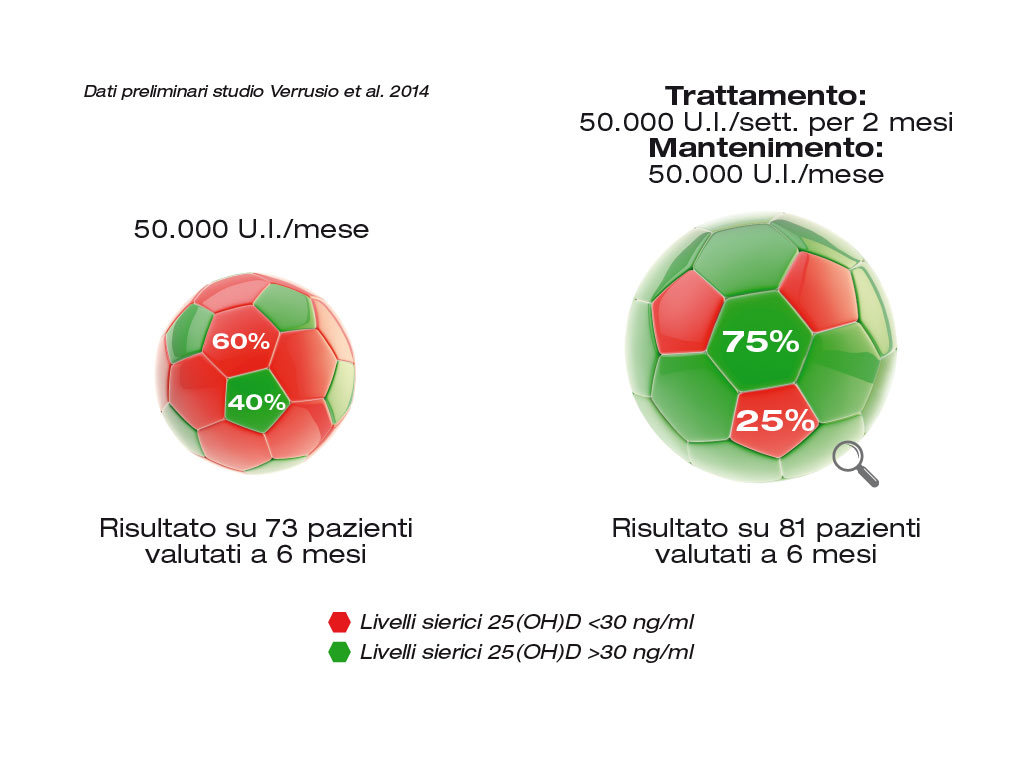 Dati preliminari studio Verrusio et al. 2014
50.000 U.I./mese
60%
40%
Risultato su 73 pazienti
valutati a 6 mesi
Trattamento:
50.000 U.I./sett. per 2 mesi
Mantenimento:
50.000 U.I./mese
75%
25%
Risultato su 81 pazienti
valutati a 6 mesi
Livelli sierici 25(OH)D <30 ng/ml
Livelli sierici 25(OH)D >30 ng/ml